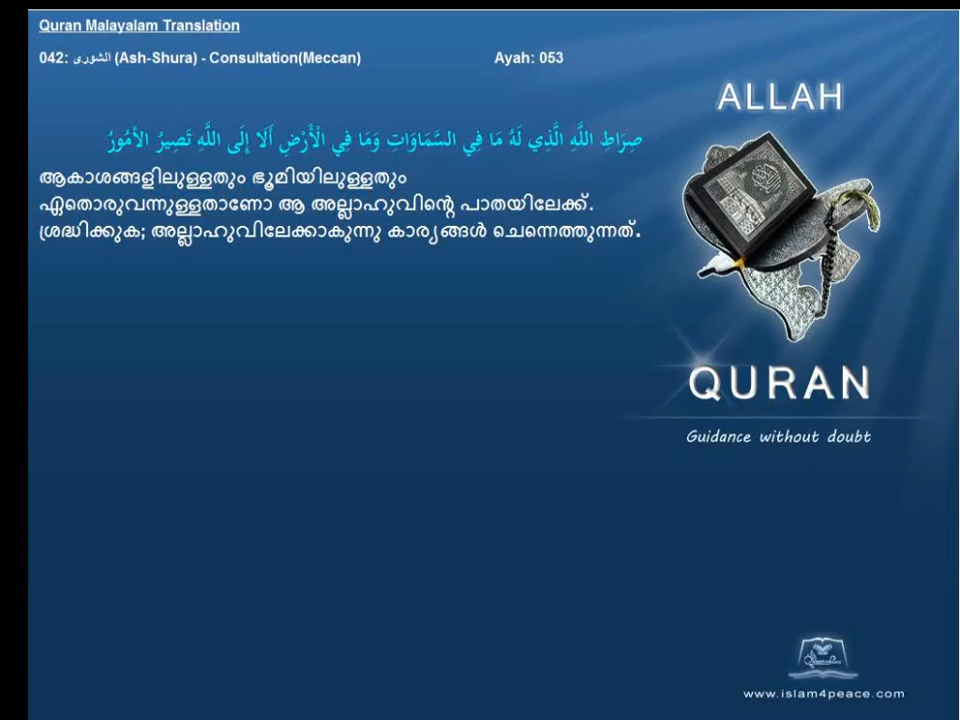 Quran Malayalam Translation
042: الشورى (Ash-Shura) - Consultation(Meccan)
Ayah: 053
ALLAH
صِرَاطِ اللَّهِ الَّذِي لَهُ مَا فِي السَّمَاوَاتِ وَمَا فِي الْأَرْضِ أَلَا إِلَى اللَّهِ تَصِيرُ الأمُورُ
ആകാശങ്ങളിലുള്ളതും ഭൂമിയിലുള്ളതും
ഏതൊരുവന്നുള്ളതാണോ ആ അല്ലാഹുവിന്റെ പാതയിലേക്ക്.
ശ്രദ്ധിക്കുക; അല്ലാഹുവിലേക്കാകുന്നു കാര്യങ്ങള്‍ ചെന്നെത്തുന്നത്.
QURAN
Guidance without doubt
www.islam4peace.com